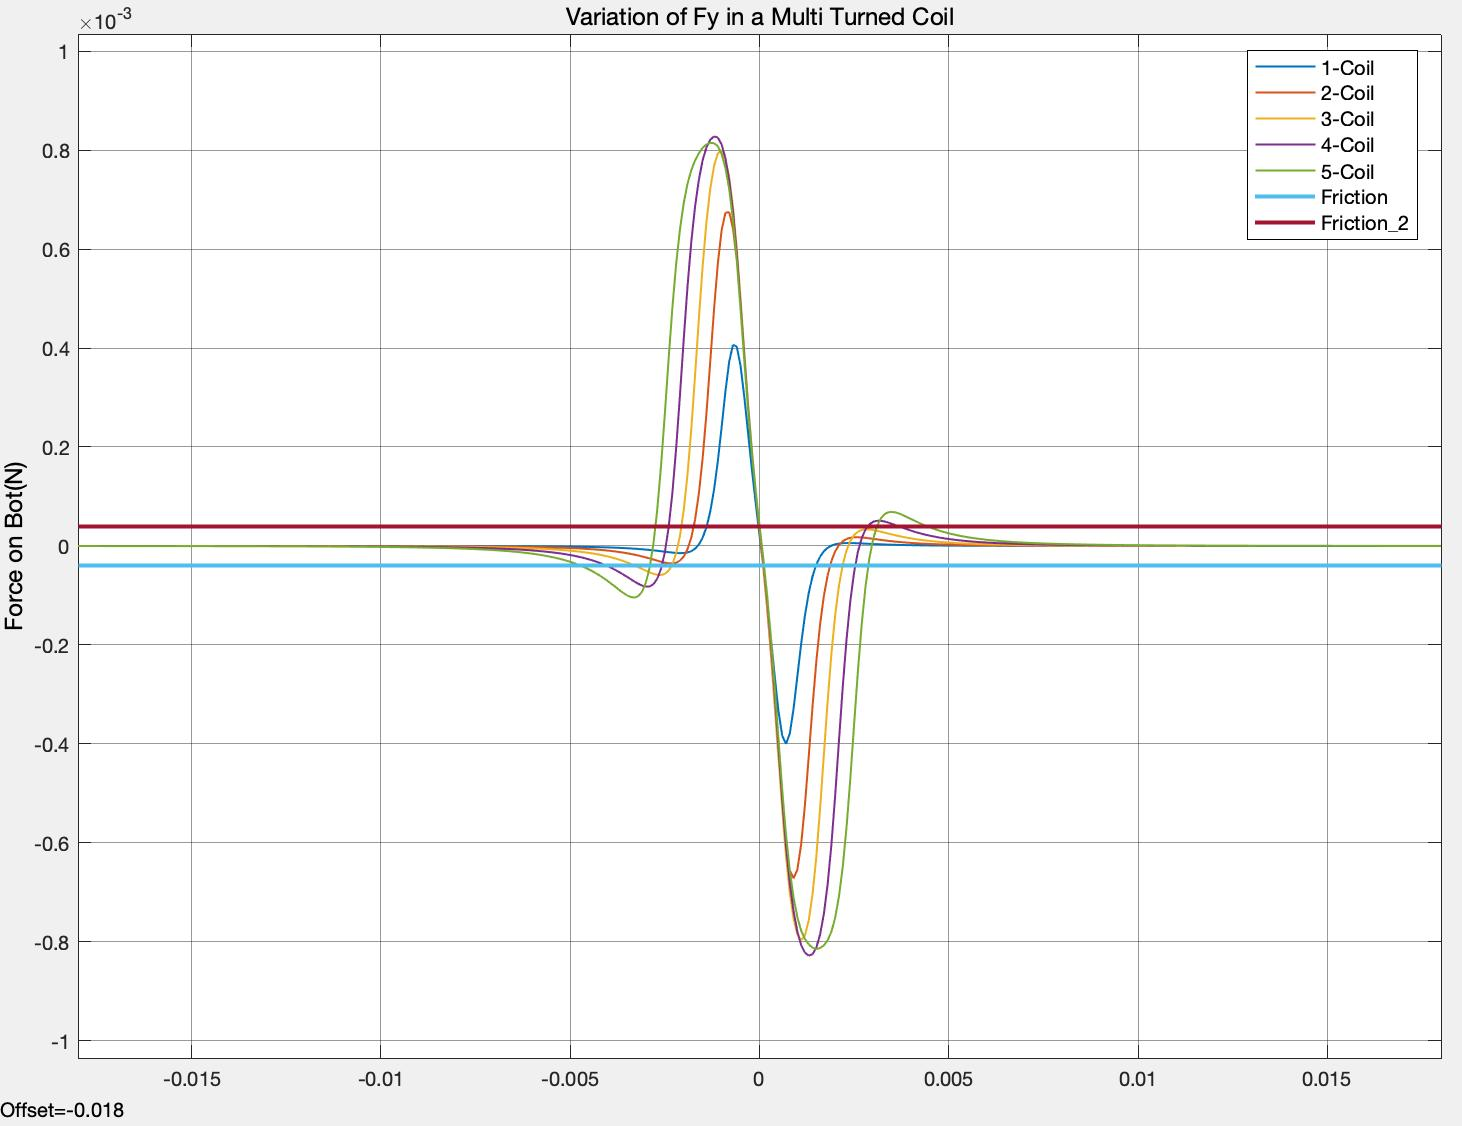 Variation of Fy in a Multi Turned Coil
×10-3
1
0.8
0.6
0.4
0.2
0
-0.2
-0.4
-0.6
-0.8
-1
Force on Bot(N)
1-Coil
2-Coil
3-Coil
4-Coil
5-Coil
Friction
Friction_2
-0.015 -0.01 -0.005 0 0.005 0.01 0.015
Offset=-0.018